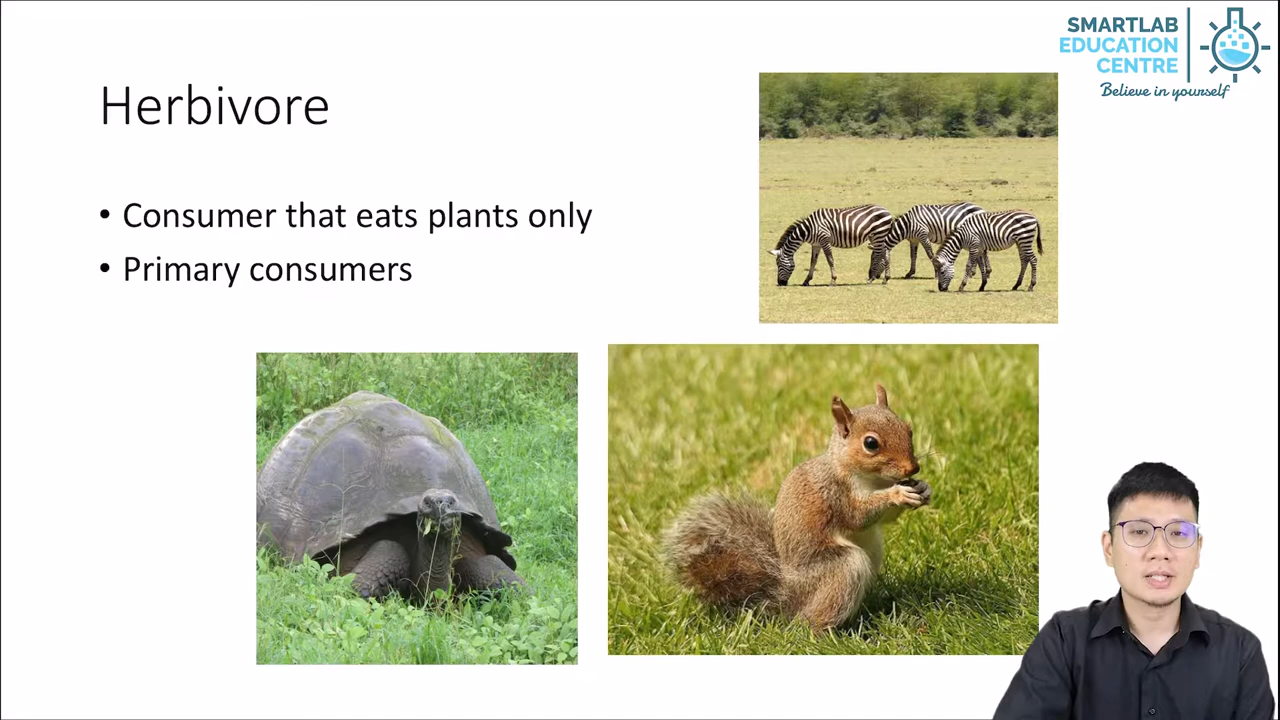 SMARTLAB
EDUCATION
CENTRE
Believe in yourself
Herbivore
• Consumer that eats plants only
• Primary consumers